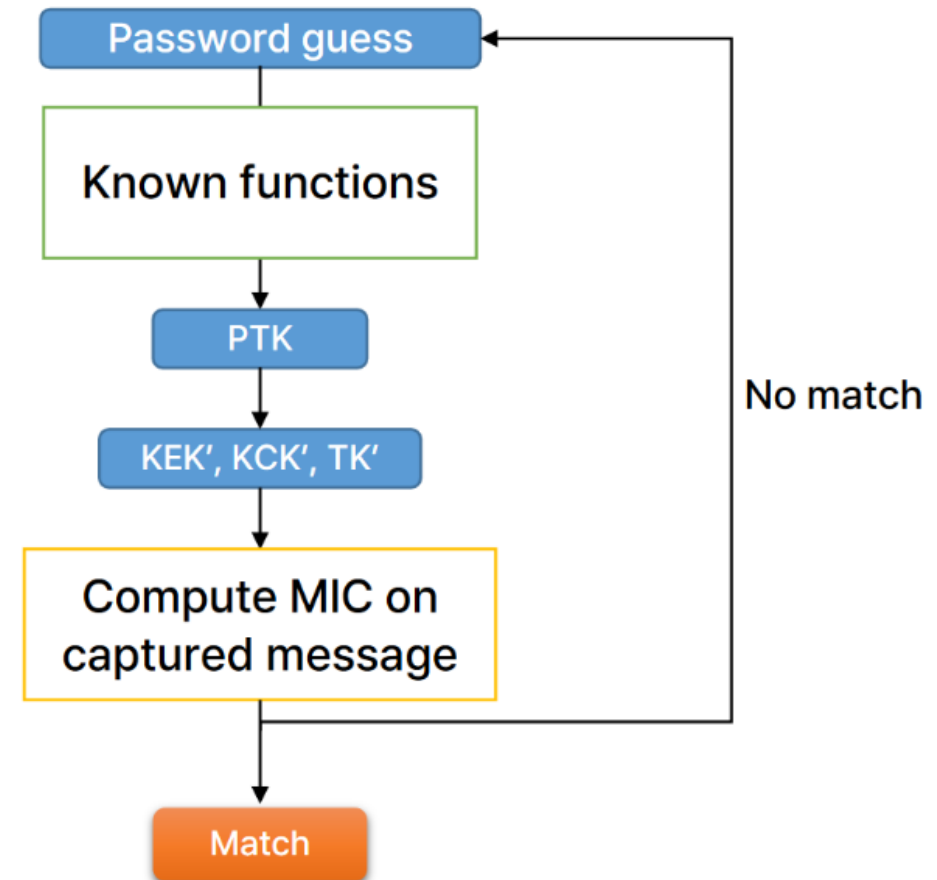 Password guess
Known functions
PTK
KEK’, KCK’, TK’
No match
Compute MIC on
captured message
Match